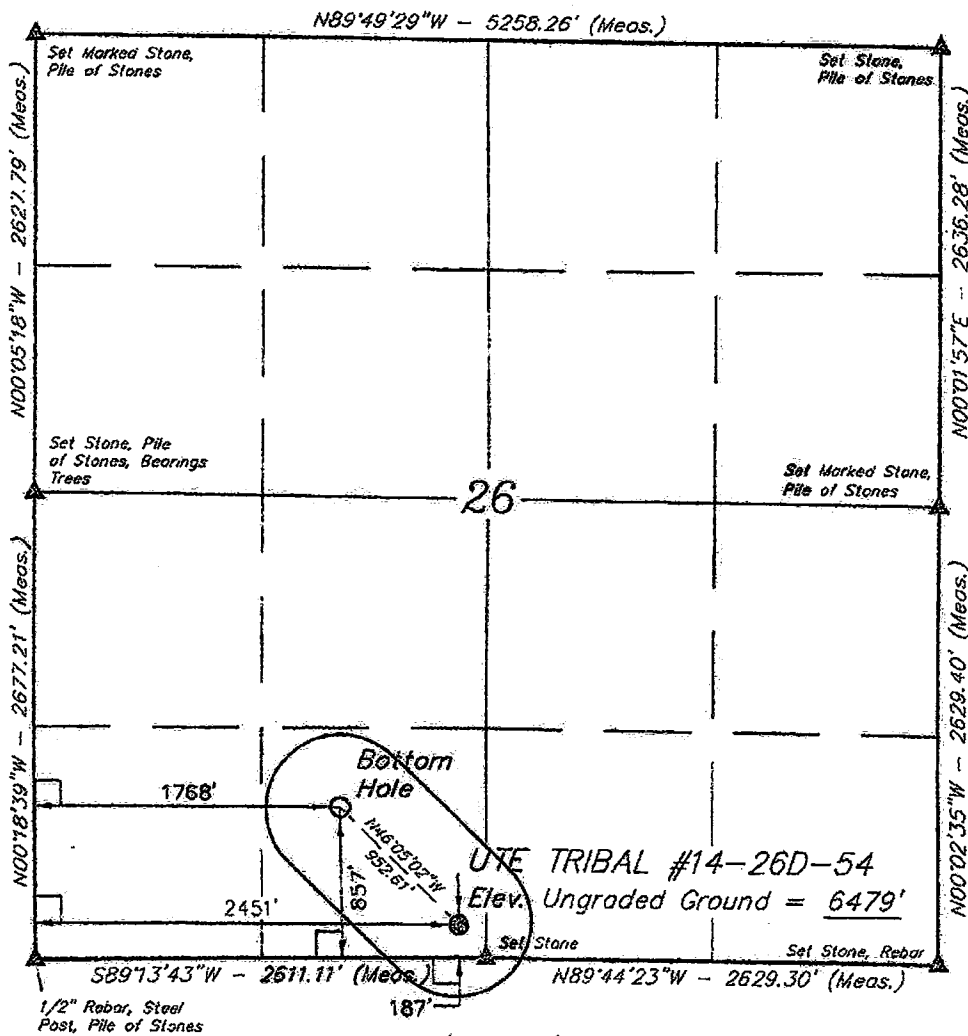 N89°49'29"W - 5258.26' (Meas.)
Set Marked Stone,
Pile of Stones
Set Stone,
Pile of Stones
N00°05'18"W - 2627.79' (Meas.)
N00°01'57"E - 2636.28' (Meas.)
Set Stone, Pile
of Stones, Bearings
Trees
26
Set Marked Stone,
Pile of Stones
N00°18'39"W - 2677.21' (Meas.)
N00°02'35"W - 2629.40' (Meas.)
Bottom
Hole
1768'
N46°05'02"W
952.61'
857'
UTE TRIBAL #14-26D-54
2451'
Elev. Ungraded Ground = 6479'
Set Stone
Set Stone, Rebar
S89°13'43"W - 2611.11' (Meas.)
N89°44'23"W - 2629.30' (Meas.)
187'
1/2" Rebar, Steel
Post, Pile of Stones